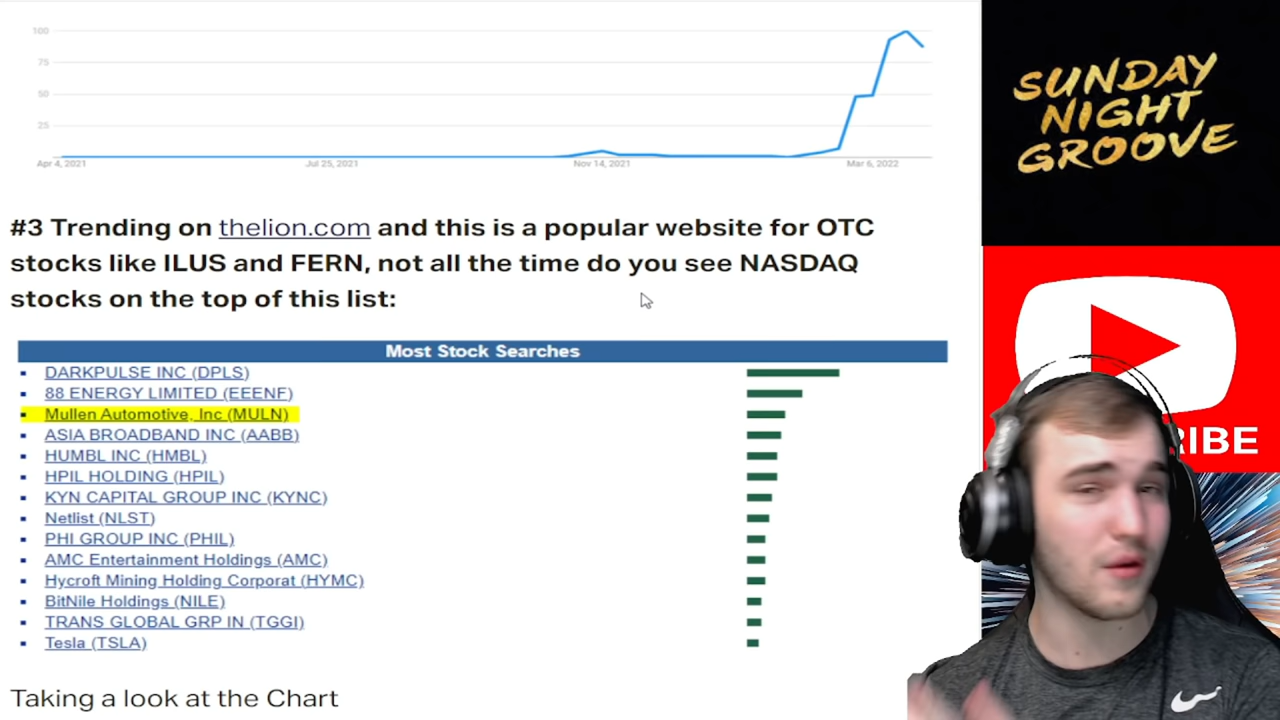 100
75
50
25
Apr 4, 2021
Jul 25, 2021
Nov 14, 2021
Mar 6, 2022
#3 Trending on thelion.com and this is a popular website for OTC
stocks like ILUS and FERN, not all the time do you see NASDAQ
stocks on the top of this list:
Most Stock Searches
DARKPULSE INC (DPLS)
88 ENERGY LIMITED (EEENF)
Mullen Automotive, Inc (MULN)
ASIA BROADBAND INC (AABB)
HUMBL INC (HMBL)
HPIL HOLDING (HPIL)
KYN CAPITAL GROUP INC (KYNC)
Netlist (NLST)
PHI GROUP INC (PHIL)
AMC Entertainment Holdings (AMC)
Hycroft Mining Holding Corporat (HYMC)
BitNile Holdings (NILE)
TRANS GLOBAL GRP IN (TGGI)
Tesla (TSLA)
Taking a look at the Chart
SUNDAY
NIGHT
GROOVE
RIBE